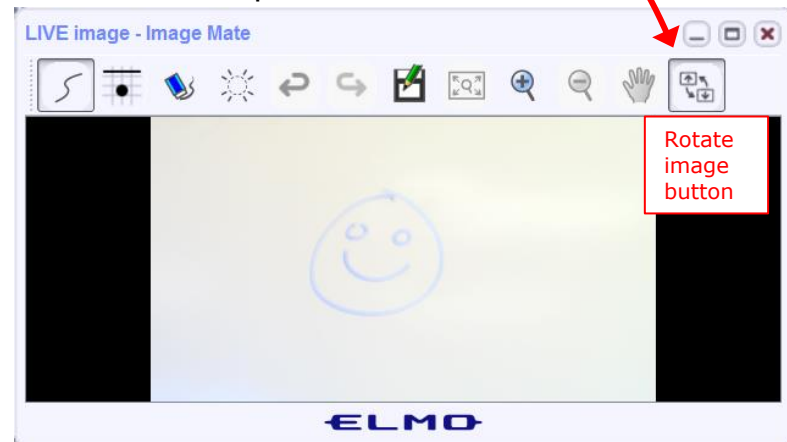 LIVE image - Image Mate
Rotate
image
button
ELMO